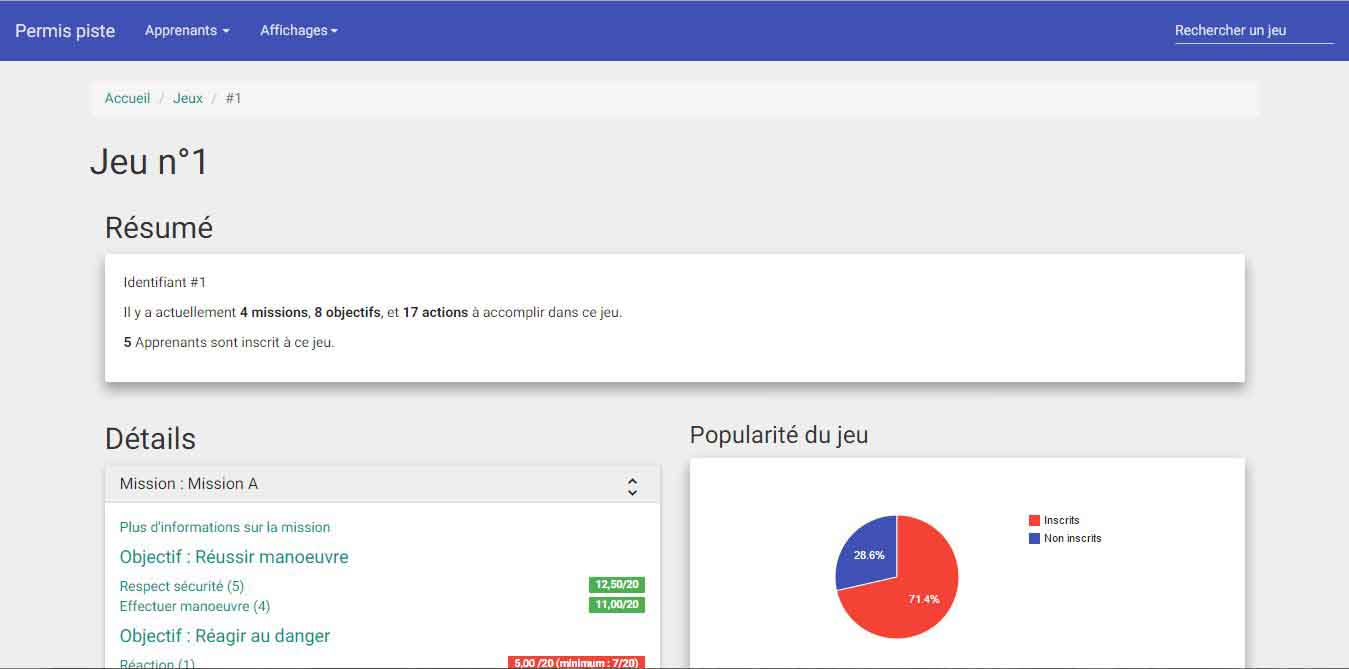 Permis piste Apprenants Affichages Rechercher un jeu
Accueil / Jeux / #1
Jeu n°1
Résumé
Identifiant #1
Il y a actuellement 4 missions, 8 objectifs, et 17 actions à accomplir dans ce jeu.
5 Apprenants sont inscrit à ce jeu.
Détails
Mission : Mission A
Plus d'informations sur la mission
Objectif : Réussir manoeuvre
Respect sécurité (5) 12,50/20
Effectuer manoeuvre (4) 11,00/20
Objectif : Réagir au danger
Réaction (1) 5,00 /20 (minimum : 7/20)
Popularité du jeu
Inscrits
Non inscrits
28.6%
71.4%